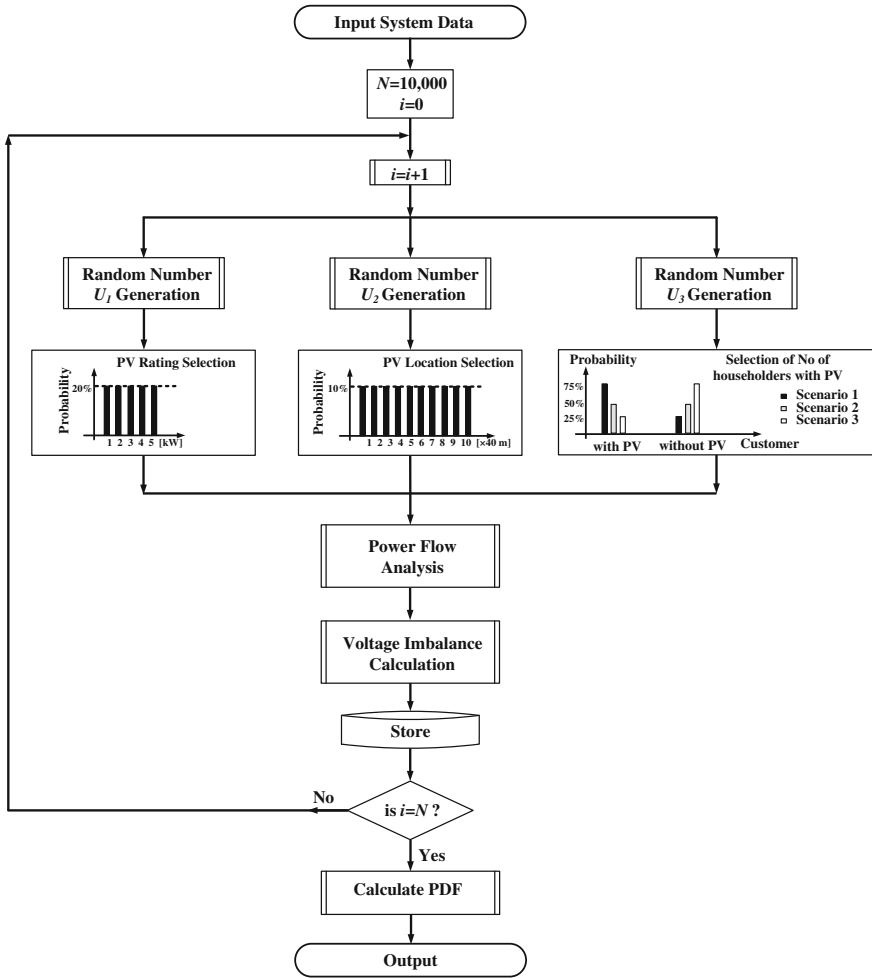 Input System Data
N=10,000
i=0
i=i+1
Random Number
U1 Generation
Random Number
U2 Generation
Random Number
U3 Generation
PV Rating Selection
Probability
20%
1 2 3 4 5 [kW]
PV Location Selection
Probability
10%
1 2 3 4 5 6 7 8 9 10 [×40 m]
Probability
Selection of No of
householders with PV
75%
50%
25%
Scenario 1
Scenario 2
Scenario 3
with PV without PV Customer
Power Flow
Analysis
Voltage Imbalance
Calculation
Store
No
is i=N ?
Yes
Calculate PDF
Output